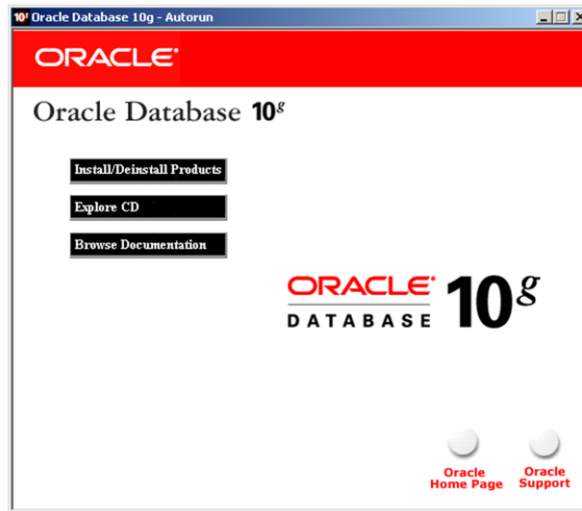 10g Oracle Database 10g - Autorun
ORACLE
Oracle Database 10g
Install/Deinstall Products
Explore CD
Browse Documentation
ORACLE 10g
DATABASE
Oracle
Home Page
Oracle
Support